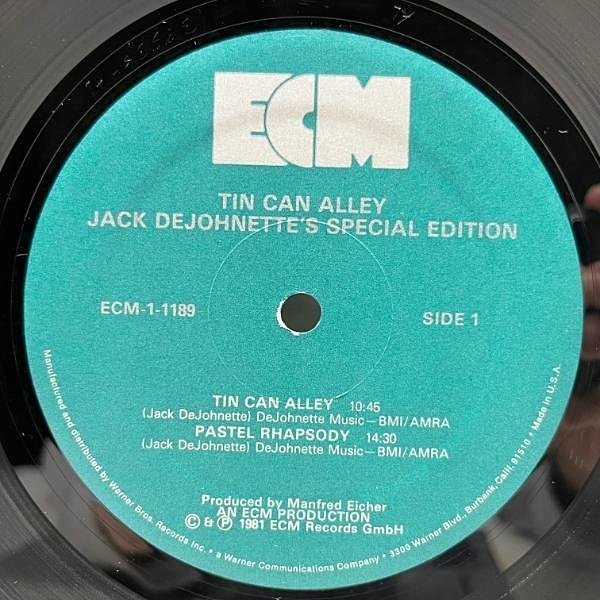 ECM
TIN CAN ALLEY
JACK DEJOHNETTE'S SPECIAL EDITION
ECM-1-1189
SIDE 1
TIN CAN ALLEY 10:45
(Jack DeJohnette) DeJohnette Music—BMI/AMRA
PASTEL RHAPSODY 14:30
(Jack DeJohnette) DeJohnette Music—BMI/AMRA
Produced by Manfred Eicher
AN ECM PRODUCTION
© & ℗ 1981 ECM Records GmbH
Manufactured and distributed by Warner Bros. Records Inc. • a Warner Communications Company • 3300 Warner Blvd., Burbank, Calif. 91510 • Made in U.S.A.